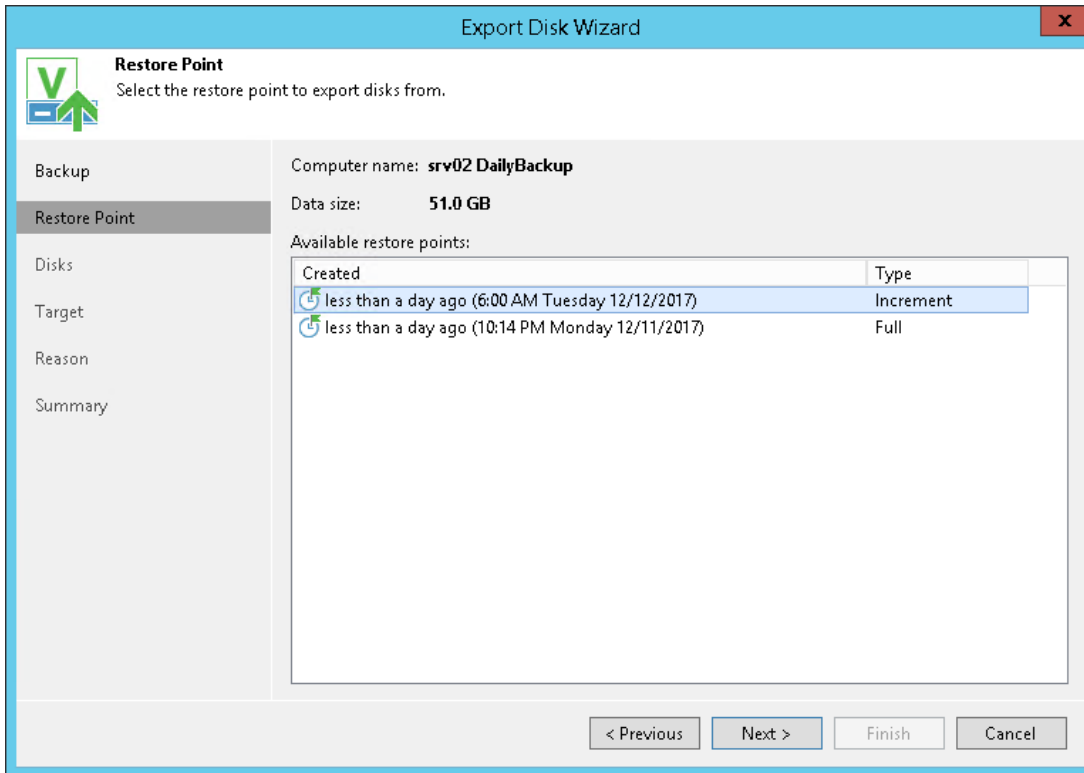 Export Disk Wizard
x
V
Restore Point
Select the restore point to export disks from.
Backup
Restore Point
Disks
Target
Reason
Summary
Computer name: srv02 DailyBackup
Data size: 51.0 GB
Available restore points:
Created Type
less than a day ago (6:00 AM Tuesday 12/12/2017) Increment
less than a day ago (10:14 PM Monday 12/11/2017) Full
< Previous Next > Finish Cancel